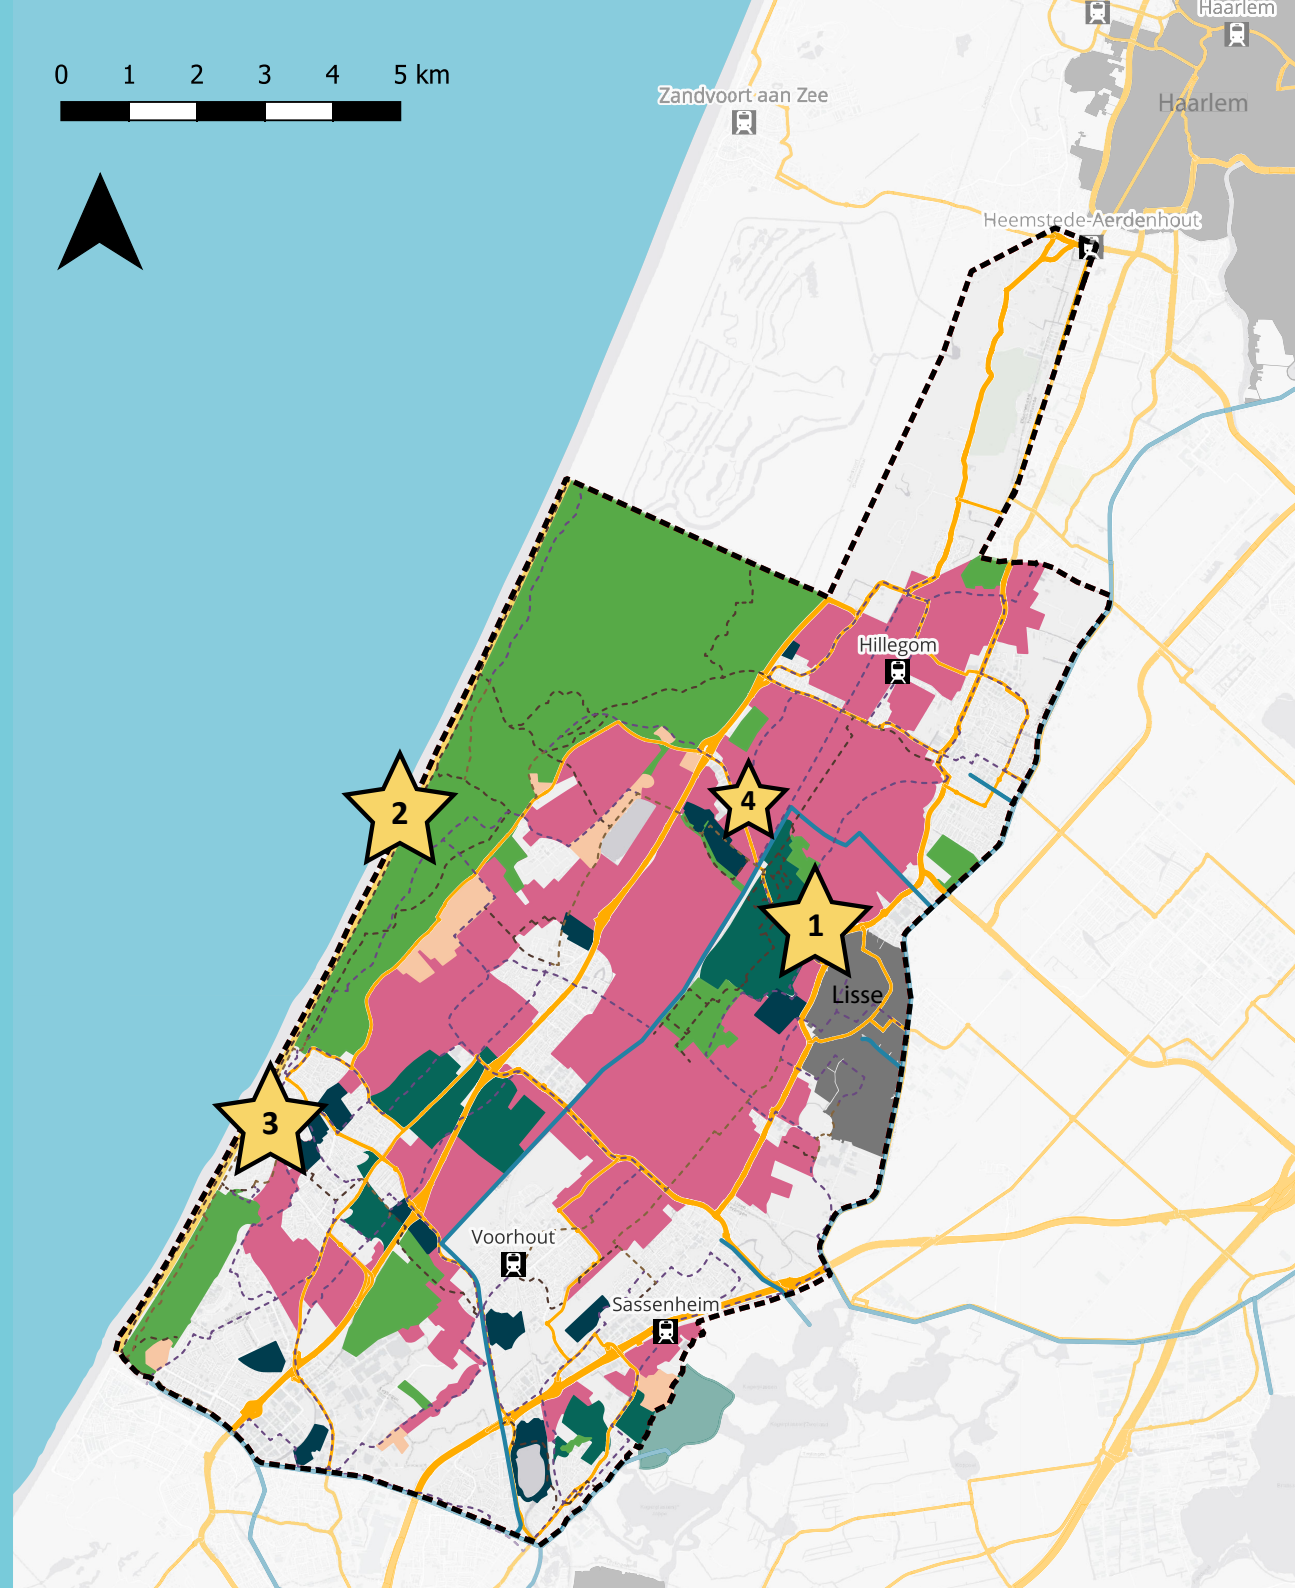 Haarlem
0 1 2 3 4 5 km
Zandvoort aan Zee
Haarlem
Heemstede-Aerdenhout
Hillegom
4
2
1
Lisse
3
Voorhout
Sassenheim